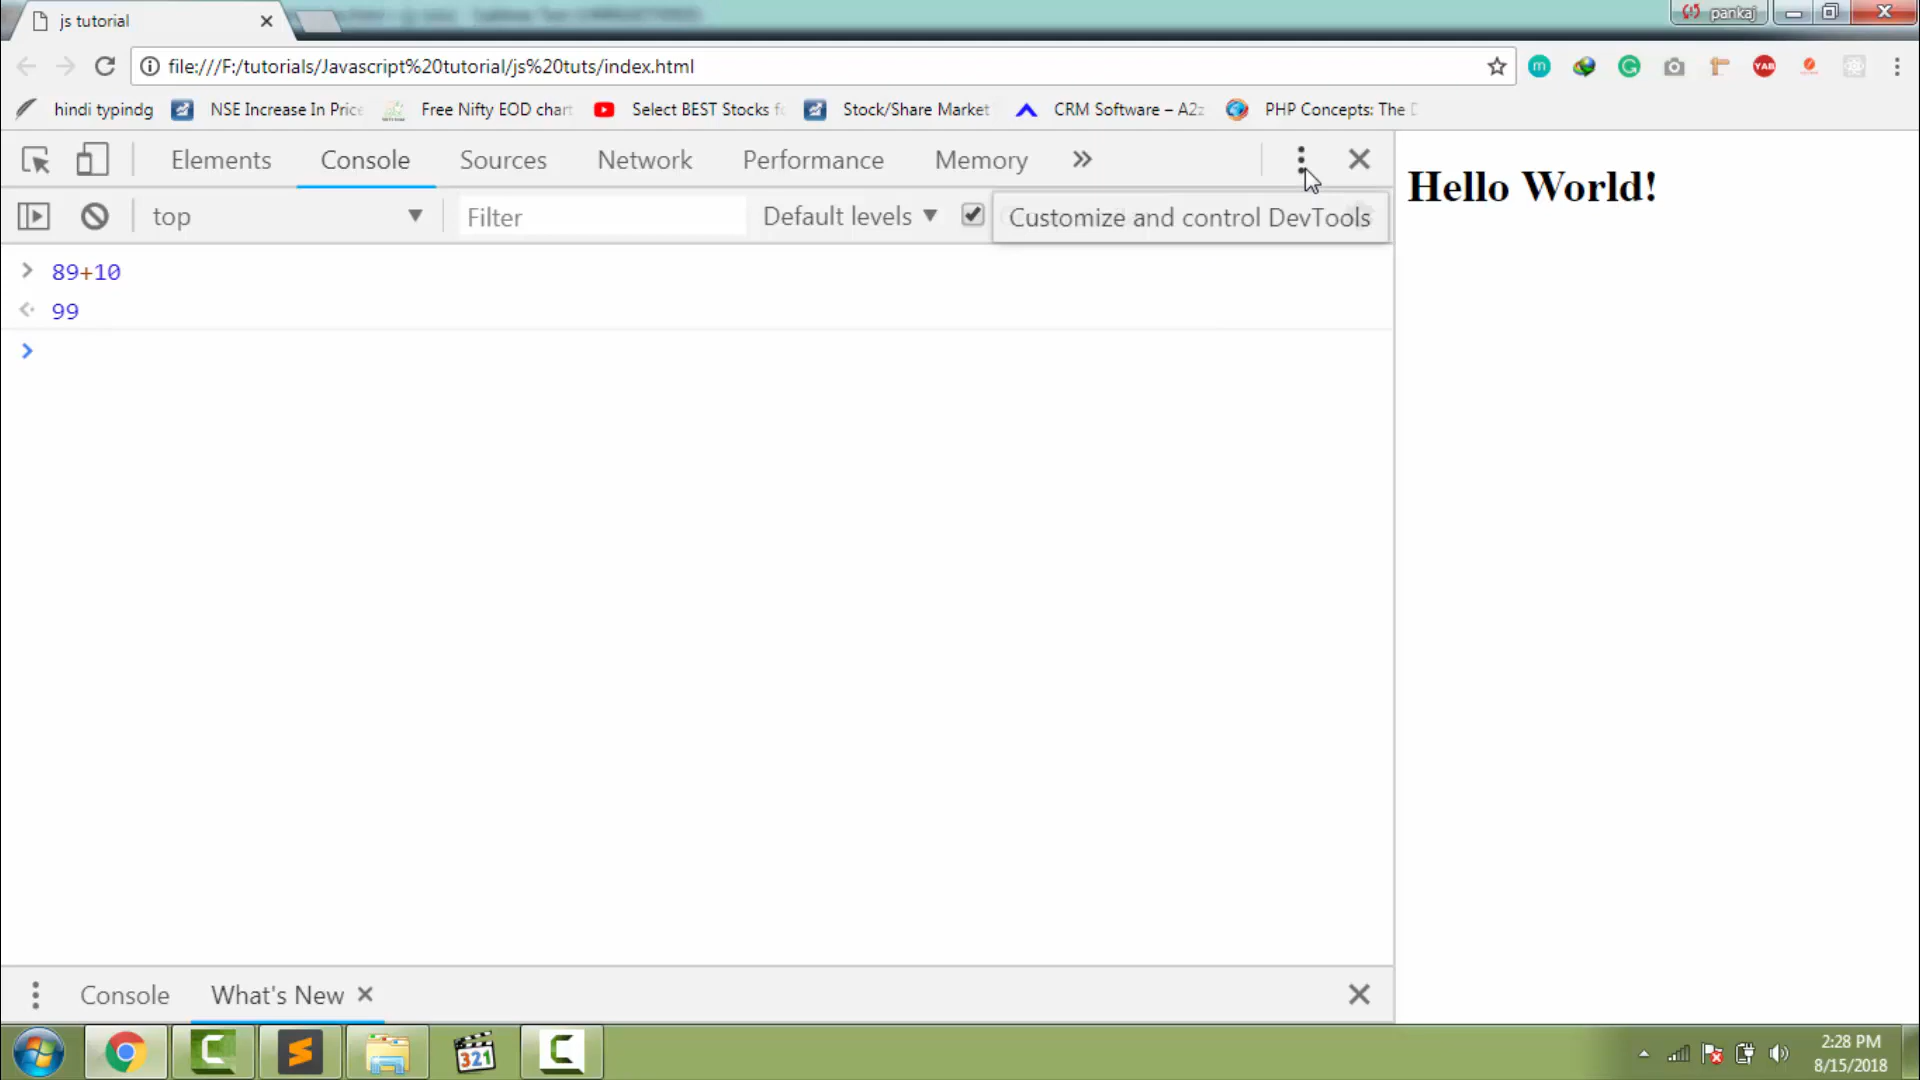 js tutorial
pankaj
file:///F:/tutorials/Javascript%20tutorial/js%20tuts/index.html
hindi typindg NSE Increase In Price Free Nifty EOD chart Select BEST Stocks Stock/Share Market CRM Software – A2z PHP Concepts: The
Elements Console Sources Network Performance Memory
top Filter Default levels Customize and control DevTools
Hello World!
89+10
99
Console What's New
2:28 PM
8/15/2018
YAB
321